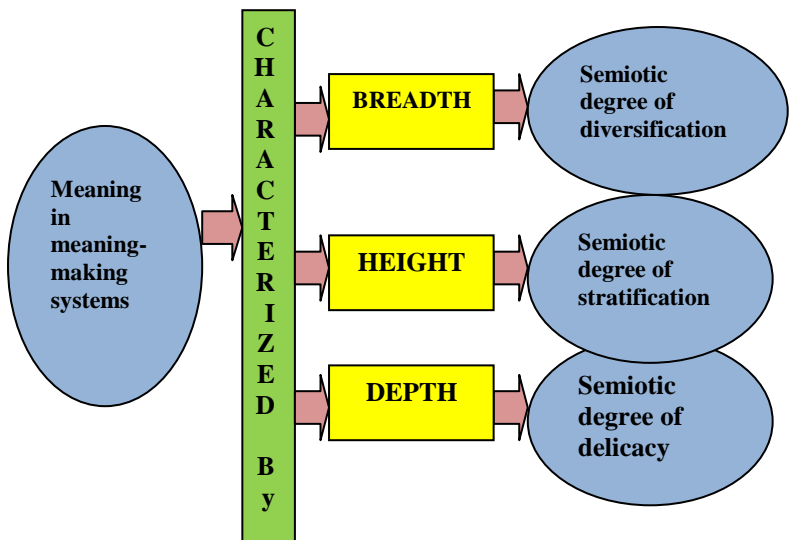 Meaning
in
meaning-
making
systems
C
H
A
R
A
C
T
E
R
I
Z
E
D
B
y
BREADTH
Semiotic
degree of
diversification
HEIGHT
Semiotic
degree of
stratification
DEPTH
Semiotic
degree of
delicacy